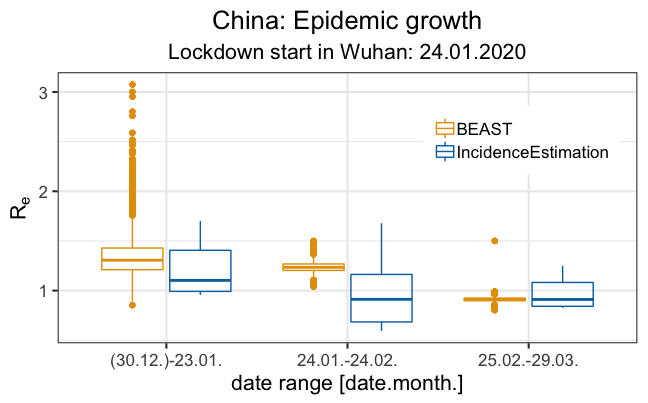 China: Epidemic growth
Lockdown start in Wuhan: 24.01.2020
3
2
1
Re
BEAST
IncidenceEstimation
(30.12.)-23.01.
24.01.-24.02.
25.02.-29.03.
date range [date.month.]